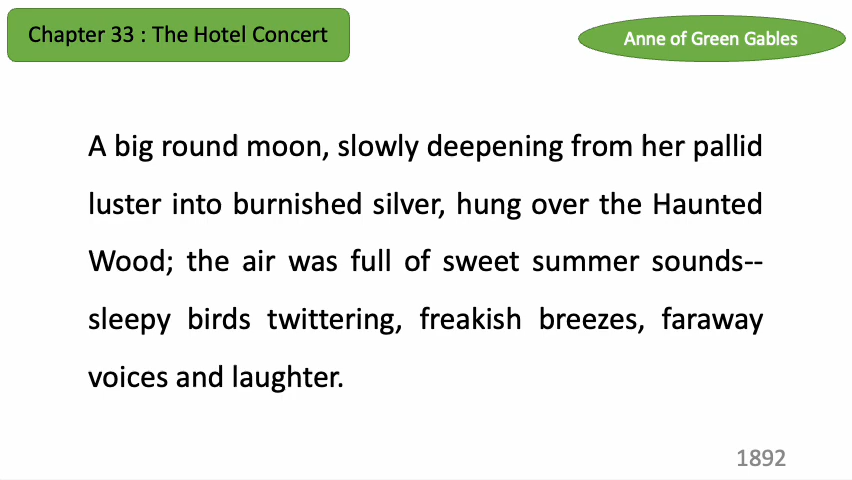 Chapter 33 : The Hotel Concert
Anne of Green Gables
A big round moon, slowly deepening from her pallid
luster into burnished silver, hung over the Haunted
Wood; the air was full of sweet summer sounds--
sleepy birds twittering, freakish breezes, faraway
voices and laughter.
1892